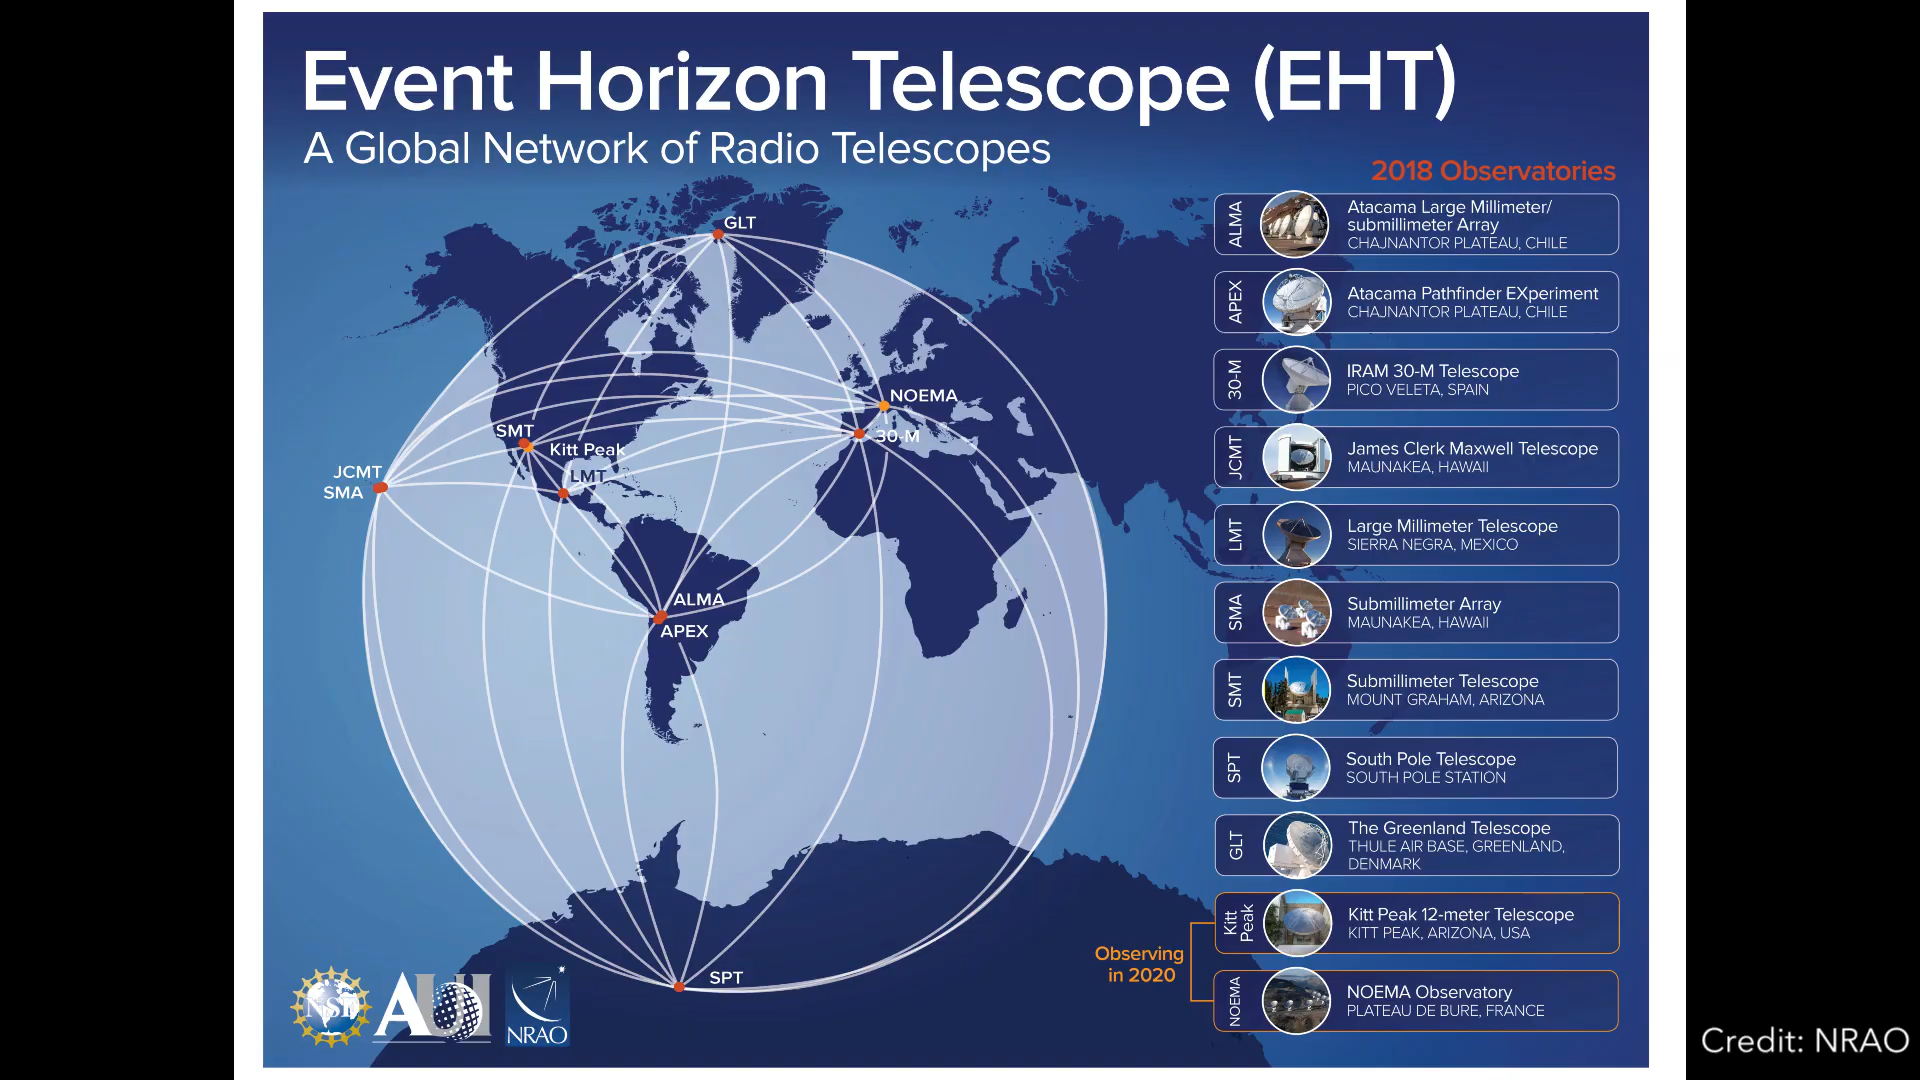 Event Horizon Telescope (EHT)
A Global Network of Radio Telescopes
2018 Observatories
GLT
NOEMA
30-M
SMT
Kitt Peak
LMT
JCMT
SMA
ALMA
APEX
SPT
ALMA
Atacama Large Millimeter/
submillimeter Array
CHAJNANTOR PLATEAU, CHILE
APEX
Atacama Pathfinder EXperiment
CHAJNANTOR PLATEAU, CHILE
30-M
IRAM 30-M Telescope
PICO VELETA, SPAIN
JCMT
James Clerk Maxwell Telescope
MAUNAKEA, HAWAII
LMT
Large Millimeter Telescope
SIERRA NEGRA, MEXICO
SMA
Submillimeter Array
MAUNAKEA, HAWAII
SMT
Submillimeter Telescope
MOUNT GRAHAM, ARIZONA
SPT
South Pole Telescope
SOUTH POLE STATION
GLT
The Greenland Telescope
THULE AIR BASE, GREENLAND,
DENMARK
Observing
in 2020
Kitt
Peak
Kitt Peak 12-meter Telescope
KITT PEAK, ARIZONA, USA
NOEMA
NOEMA Observatory
PLATEAU DE BURE, FRANCE
NSF
AUI
NRAO
Credit: NRAO